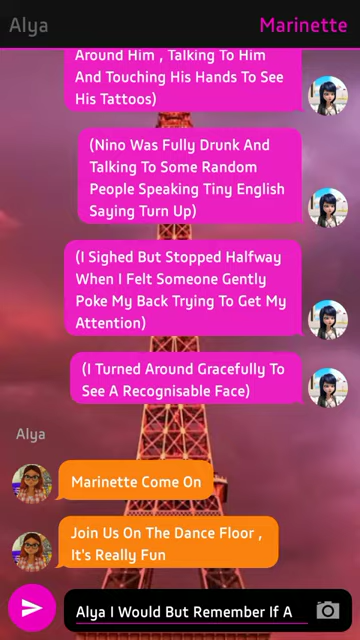 Alya
Marinette
Around Him , Talking To Him
And Touching His Hands To See
His Tattoos)
(Nino Was Fully Drunk And
Talking To Some Random
People Speaking Tiny English
Saying Turn Up)
(I Sighed But Stopped Halfway
When I Felt Someone Gently
Poke My Back Trying To Get My
Attention)
(I Turned Around Gracefully To
See A Recognisable Face)
Alya
Marinette Come On
Join Us On The Dance Floor ,
It's Really Fun
Alya I Would But Remember If A